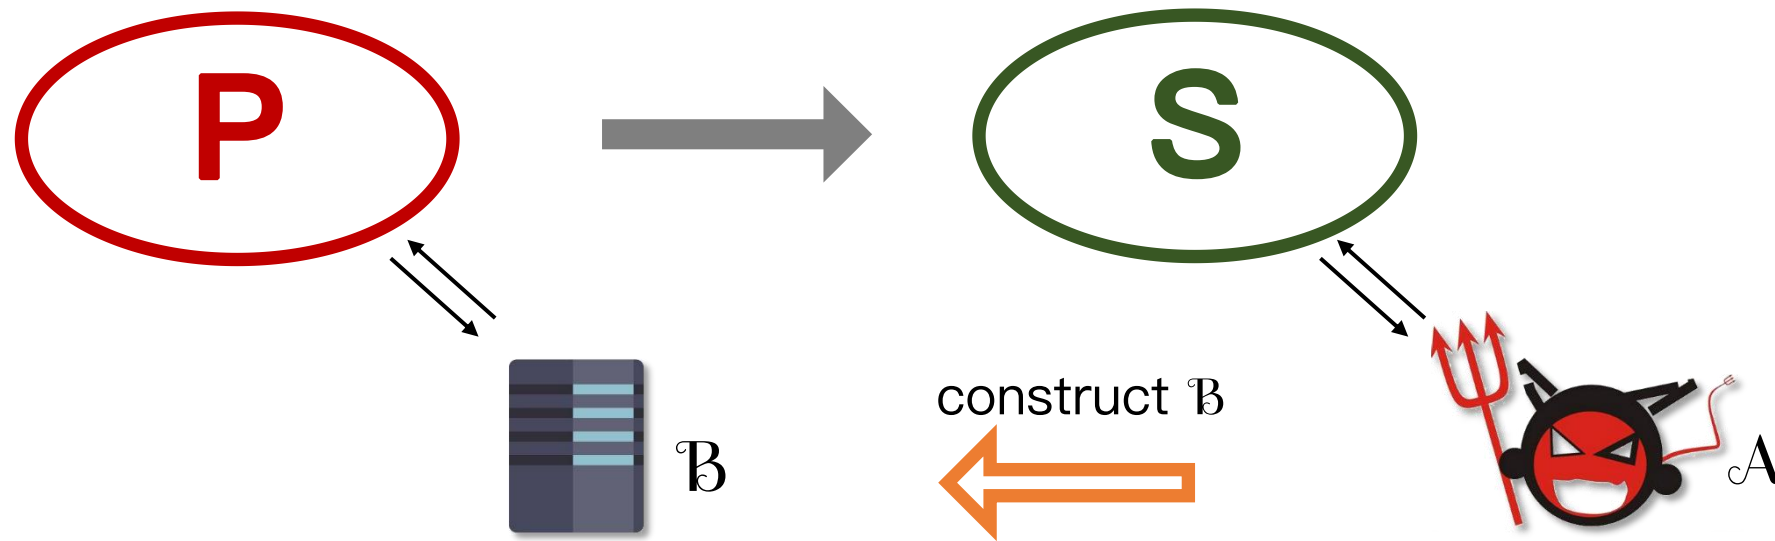 P
S
construct ℬ
ℬ
𝒜